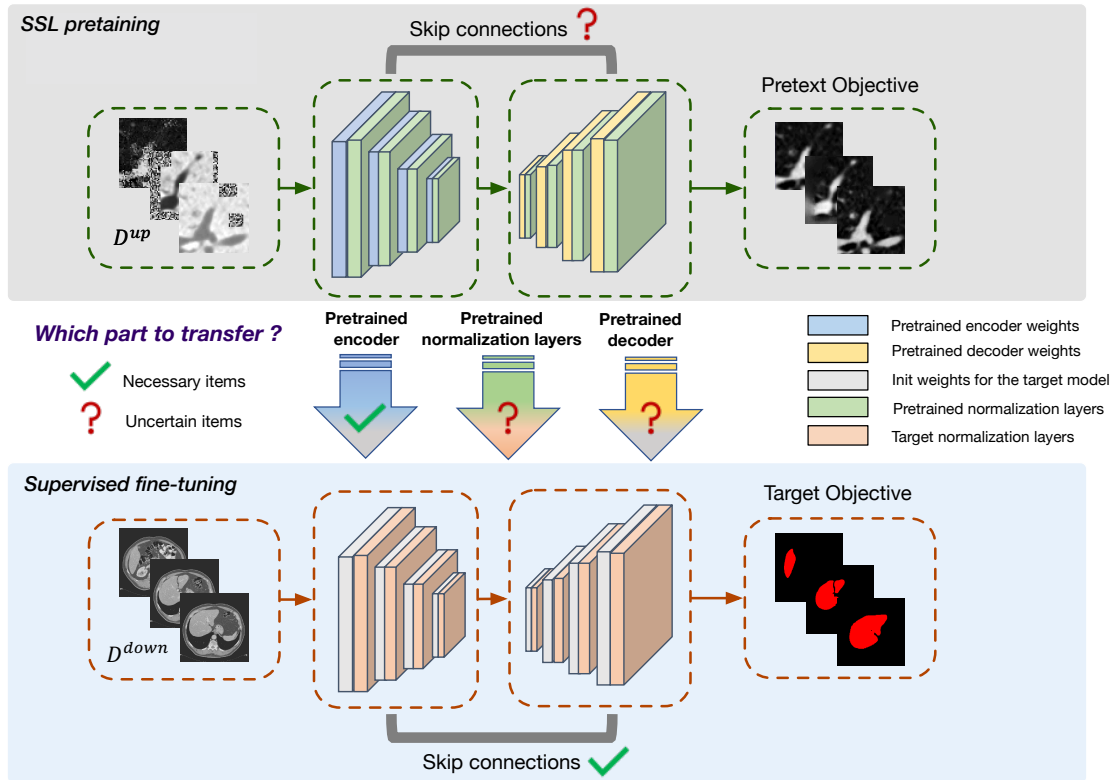 SSL pretaining
Skip connections ?
Pretext Objective
D^up
Which part to transfer ?
Necessary items
? Uncertain items
Pretrained
encoder
Pretrained
normalization layers
?
Pretrained
decoder
?
Pretrained encoder weights
Pretrained decoder weights
Init weights for the target model
Pretrained normalization layers
Target normalization layers
Supervised fine-tuning
Target Objective
D^down
Skip connections